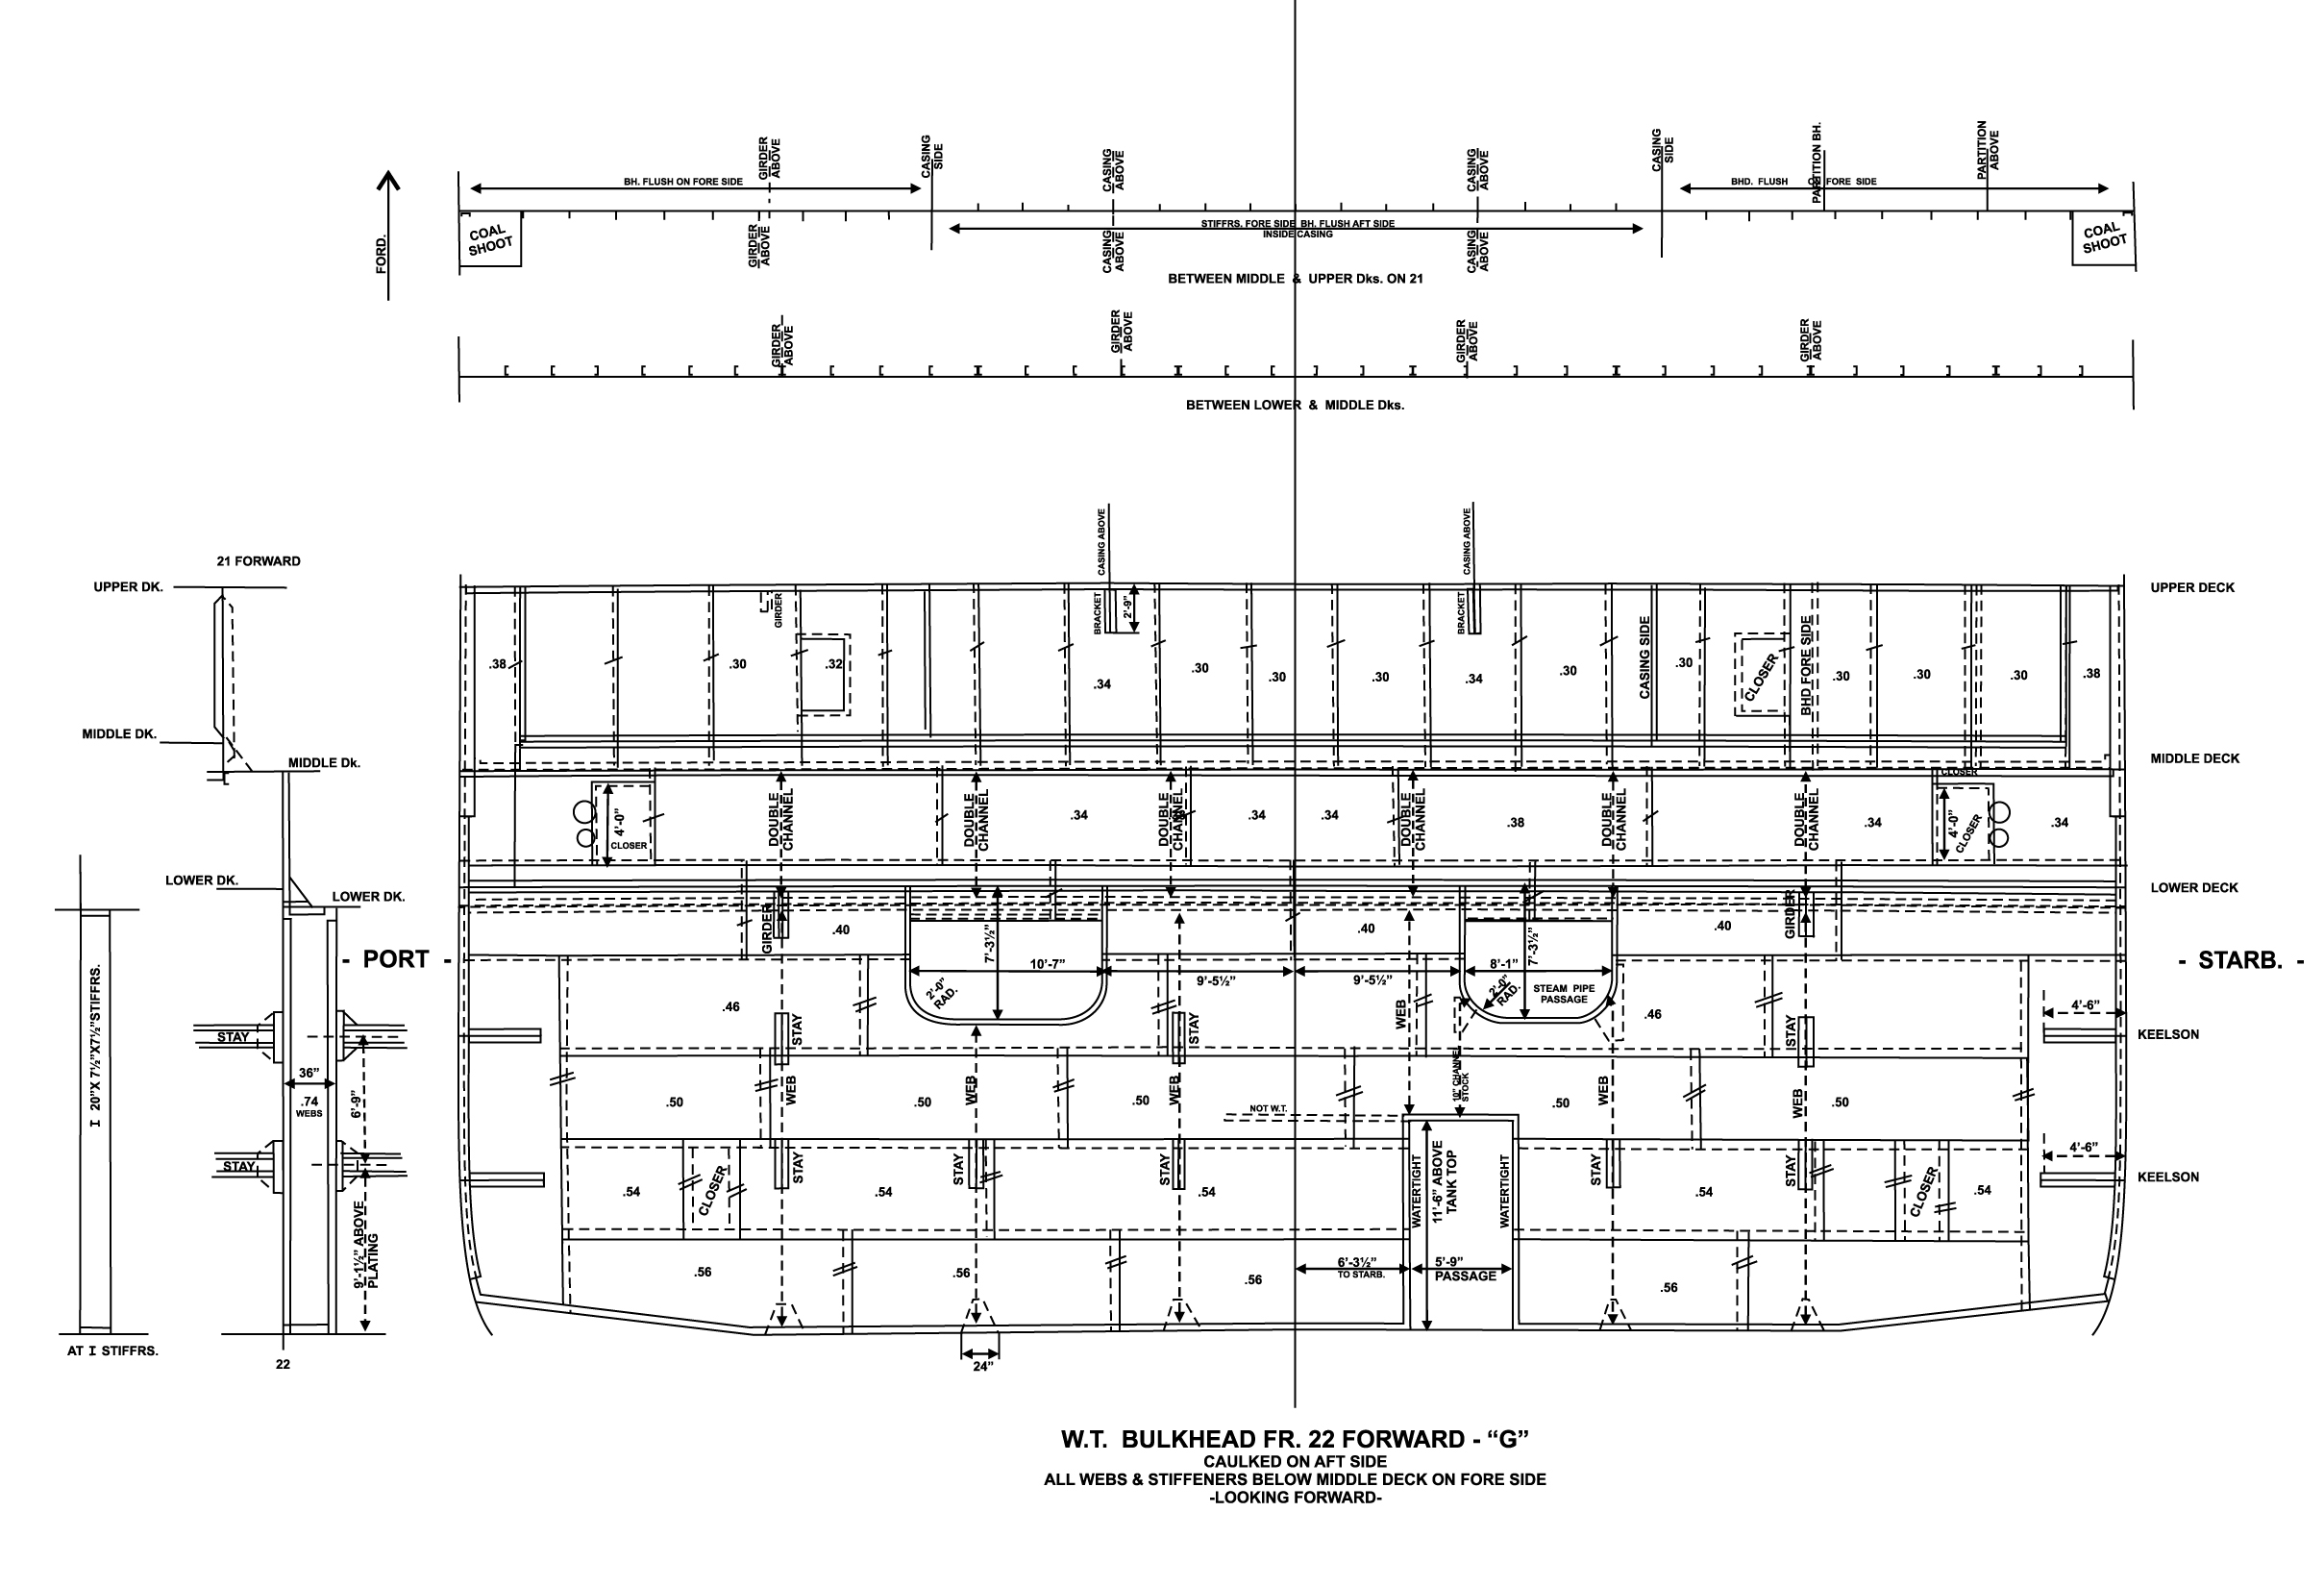 GIRDER
ABOVE
CASING
SIDE
CASING
ABOVE
CASING
ABOVE
CASING
SIDE
PARTITION BH.
PARTITION
ABOVE
BH. FLUSH ON FORE SIDE
BHD. FLUSH ON FORE SIDE
FORD.
COAL
SHOOT
GIRDER
ABOVE
CASING
ABOVE
STIFFRS. FORE SIDE BH. FLUSH AFT SIDE
INSIDE CASING
CASING
ABOVE
COAL
SHOOT
BETWEEN MIDDLE & UPPER Dks. ON 21
GIRDER
ABOVE
GIRDER
ABOVE
GIRDER
ABOVE
GIRDER
ABOVE
BETWEEN LOWER & MIDDLE Dks.
CASING ABOVE
CASING ABOVE
21 FORWARD
UPPER DK.
UPPER DECK
GIRDER
BRACKET
2'-9"
BRACKET
CASING SIDE
CLOSER
BHD FORE SIDE
.38
.30
.32
.34
.30
.30
.30
.34
.30
.30
.30
.30
.30
.38
MIDDLE DK.
MIDDLE Dk.
MIDDLE DECK
4'-0"
CLOSER
DOUBLE
CHANNEL
DOUBLE
CHANNEL
.34
DOUBLE
CHANNEL
.34
.34
DOUBLE
CHANNEL
.38
DOUBLE
CHANNEL
DOUBLE
CHANNEL
.34
CLOSER
4'-0"
CLOSER
.34
LOWER DK.
LOWER DK.
LOWER DECK
GIRDER
.40
7'-3½"
.40
7'-3½"
.40
GIRDER
- PORT -
- STARB. -
10'-7"
9'-5½"
9'-5½"
8'-1"
2'-0"
RAD.
2'-0"
RAD.
STEAM PIPE
PASSAGE
.46
.46
WEB
4'-6"
STAY
STAY
STAY
STAY
KEELSON
I 20"X 7½"X7½"STIFFRS.
36"
.74
WEBS
6'-9"
.50
WEB
.50
WEB
.50
WEB
NOT W.T.
STOCK
.50
WEB
WEB
.50
STAY
.54
CLOSER
STAY
.54
STAY
STAY
.54
WATERTIGHT
11'-6" ABOVE
TANK TOP
WATERTIGHT
STAY
.54
STAY
CLOSER
.54
4'-6"
KEELSON
9'-1½" ABOVE
PLATING
.56
.56
.56
6'-3½"
TO STARB.
5'-9"
PASSAGE
.56
AT I STIFFRS.
22
24"
W.T. BULKHEAD FR. 22 FORWARD - “G”
CAULKED ON AFT SIDE
ALL WEBS & STIFFENERS BELOW MIDDLE DECK ON FORE SIDE
-LOOKING FORWARD-